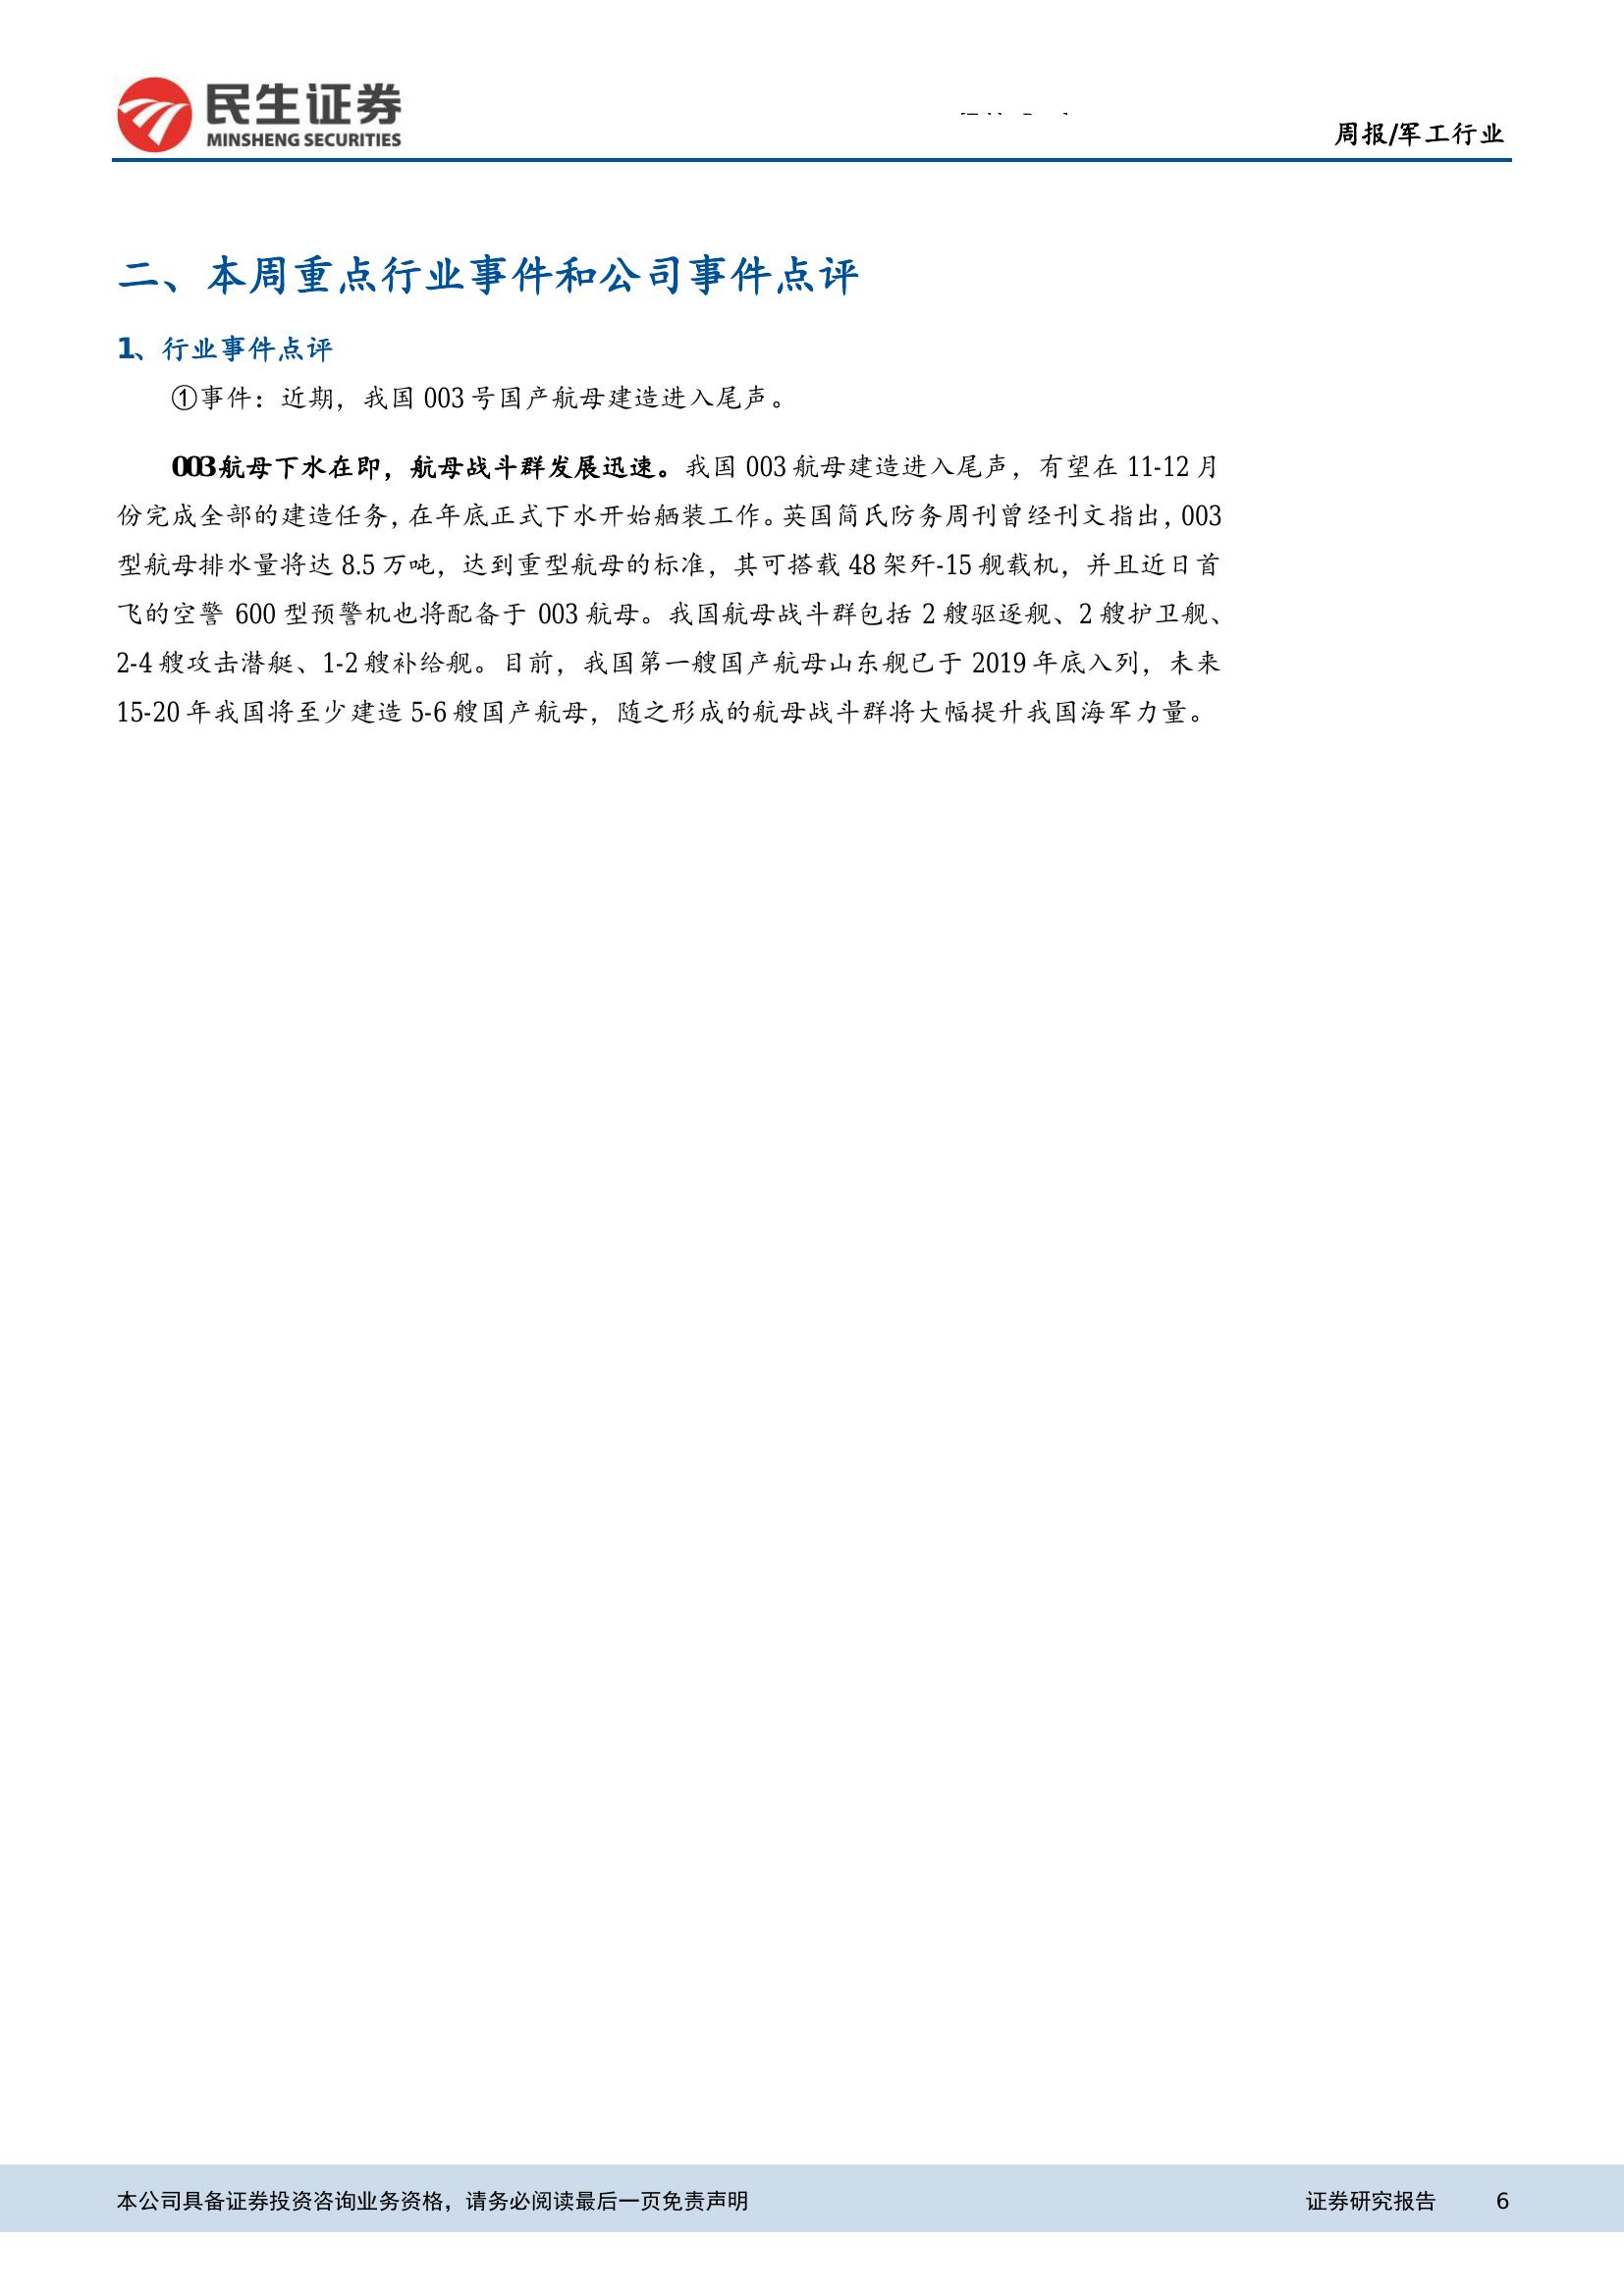 民生证券
MINSHENG SECURITIES
周报/军工行业
二、本周重点行业事件和公司事件点评
1、行业事件点评
①事件：近期，我国 003 号国产航母建造进入尾声。
003 航母下水在即，航母战斗群发展迅速。我国 003 航母建造进入尾声，有望在 11-12 月
份完成全部的建造任务，在年底正式下水开始舾装工作。英国简氏防务周刊曾经刊文指出，003
型航母排水量将达 8.5 万吨，达到重型航母的标准，其可搭载 48 架歼-15 舰载机，并且近日首
飞的空警 600 型预警机也将配备于 003 航母。我国航母战斗群包括 2 艘驱逐舰、2 艘护卫舰、
2-4 艘攻击潜艇、1-2 艘补给舰。目前，我国第一艘国产航母山东舰已于 2019 年底入列，未来
15-20 年我国将至少建造 5-6 艘国产航母，随之形成的航母战斗群将大幅提升我国海军力量。
本公司具备证券投资咨询业务资格，请务必阅读最后一页免责声明
证券研究报告 6